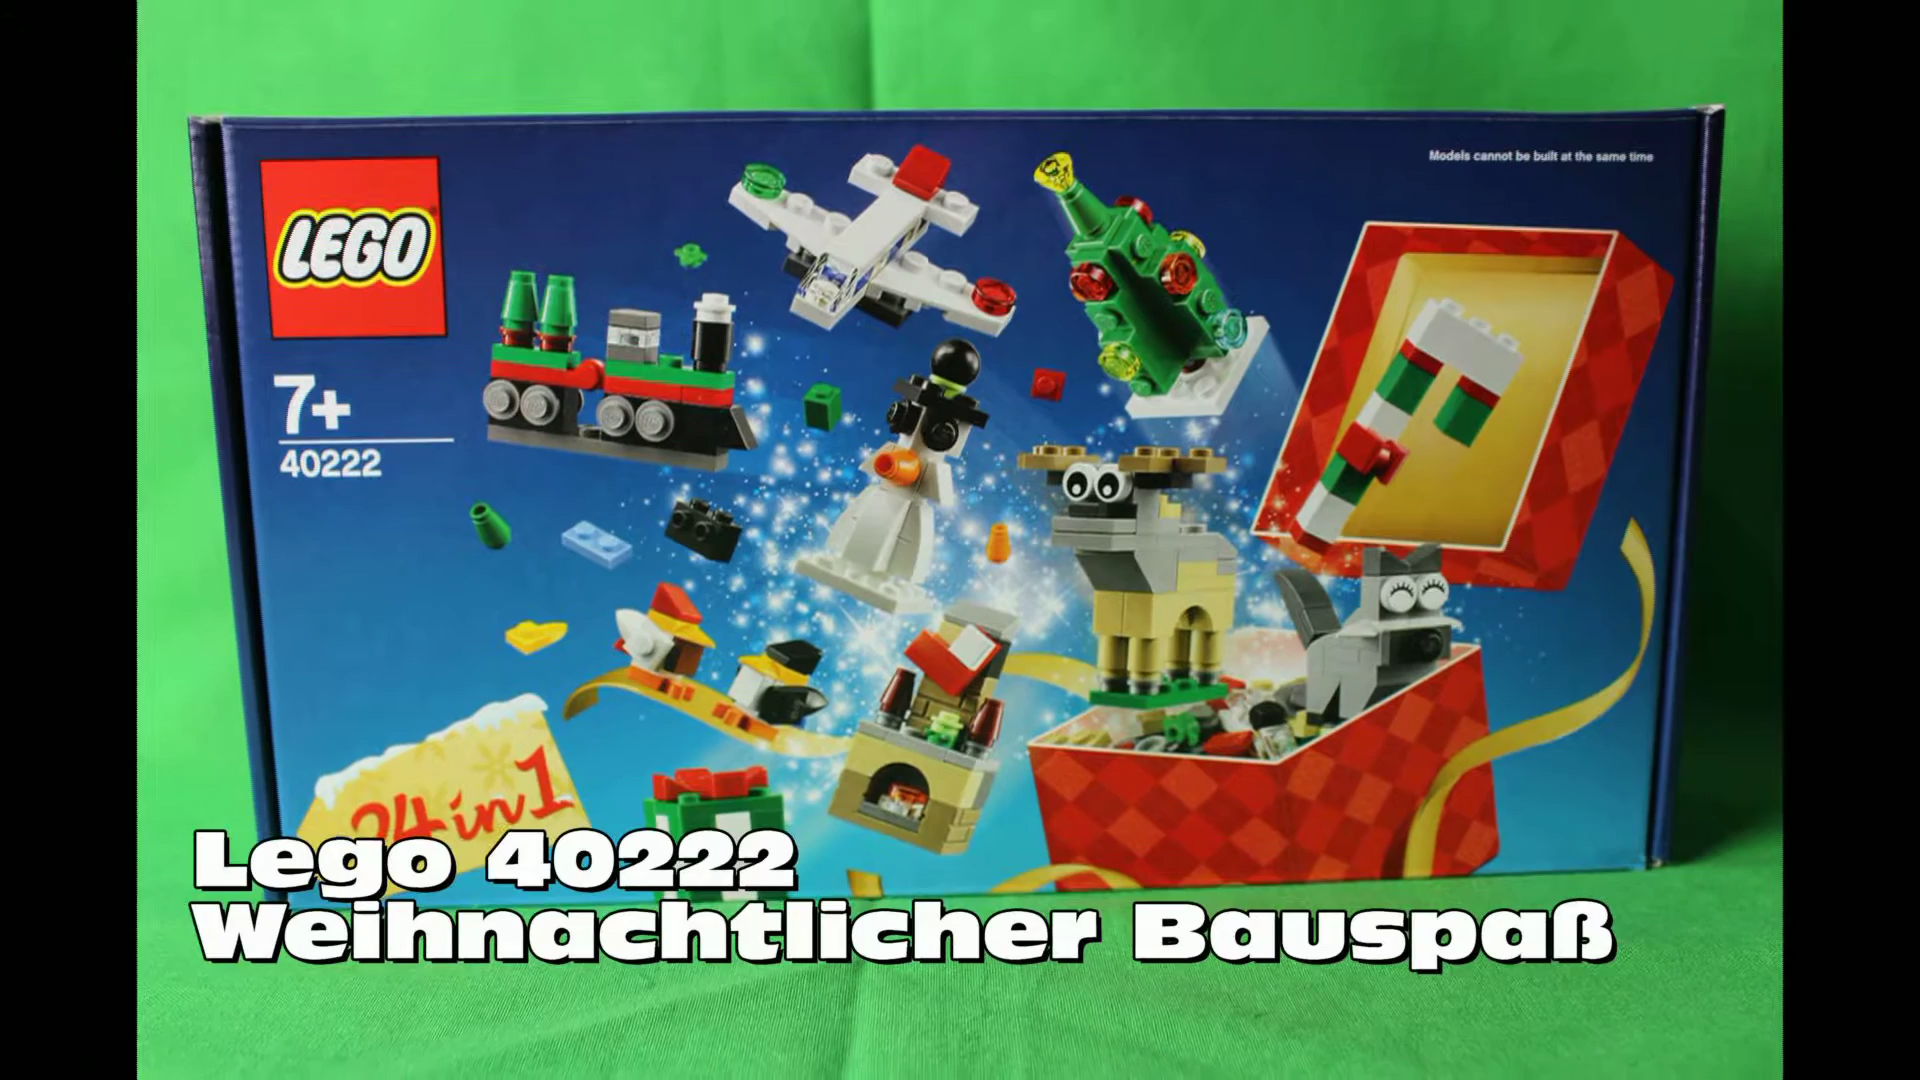 Models cannot be built at the same time
LEGO
7+
40222
24 in 1
Lego 40222
Weihnachtlicher Bauspaß